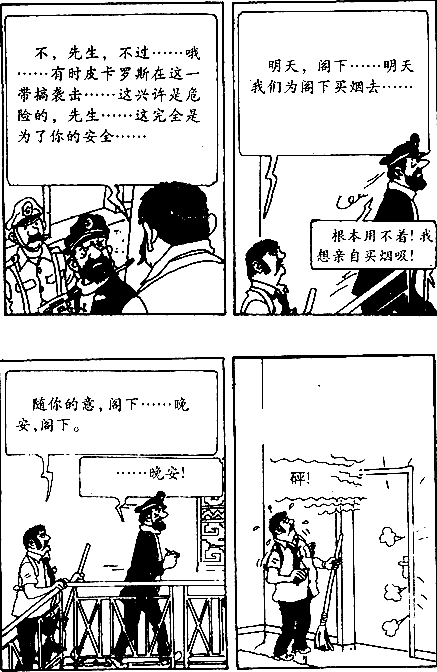 不，先生，不过……哦
……有时皮卡罗斯在这一
带搞袭击……这兴许是危
险的，先生……这完全是
为了你的安全……
明天，阁下……明天
我们为阁下买烟去……
根本用不着！我
想亲自买烟吸！
随你的意，阁下……晚
安，阁下。
……晚安！
砰！